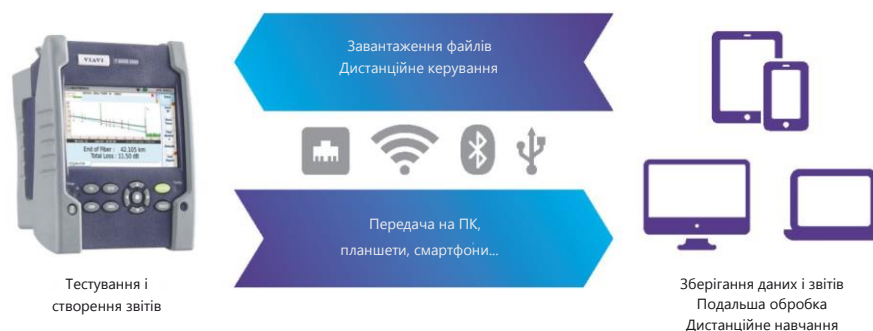 Завантаження файлів
Дистанційне керування
VIAVI
End of Fiber : 42.105 km
Total Loss : 11.50 dB
Передача на ПК,
планшети, смартфони...
Тестування і
створення звітів
Зберігання даних і звітів
Подальша обробка
Дистанційне навчання